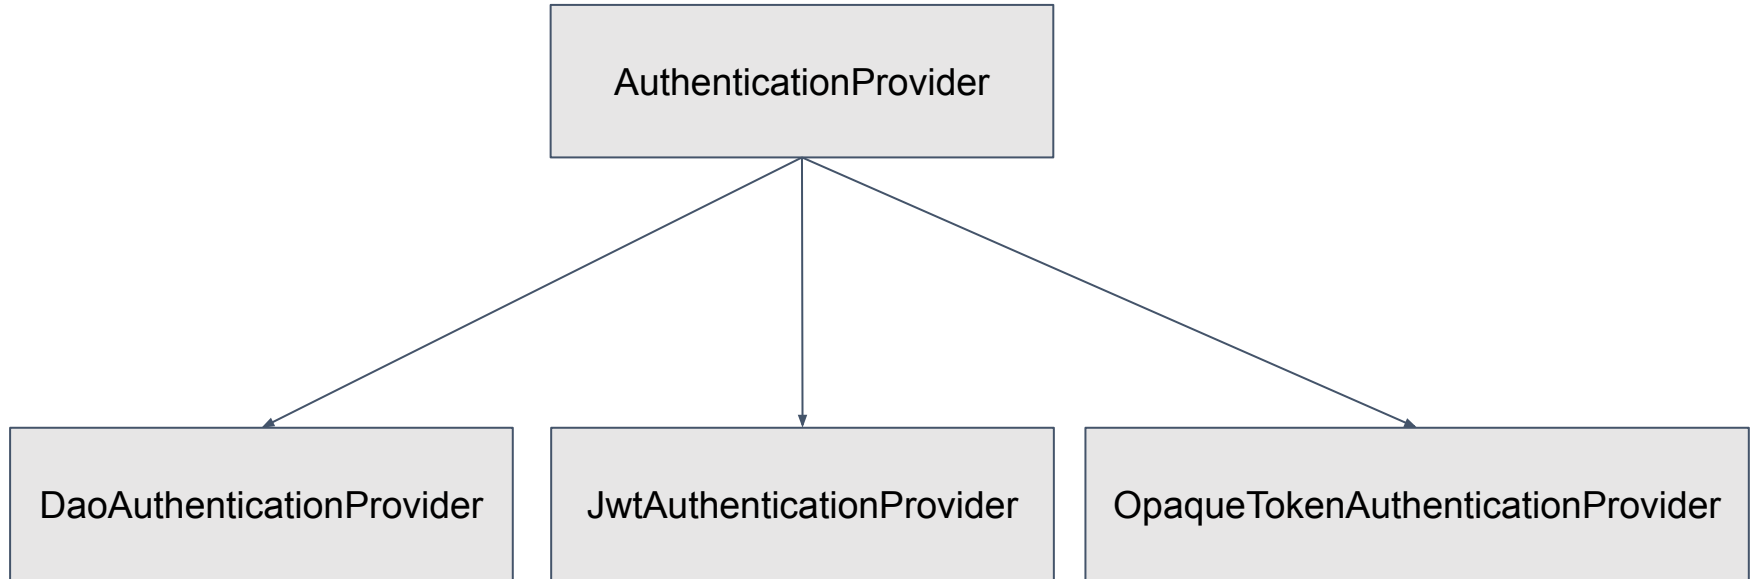 AuthenticationProvider
DaoAuthenticationProvider
JwtAuthenticationProvider
OpaqueTokenAuthenticationProvider